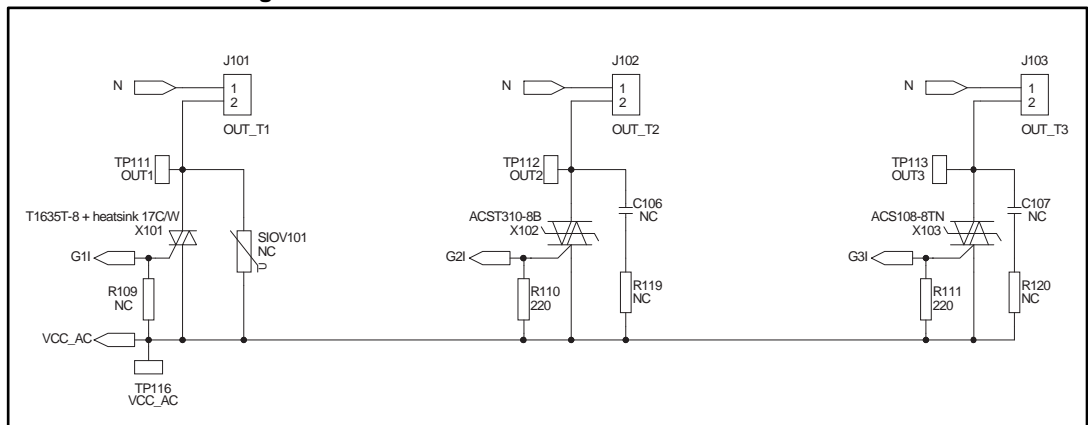 J101
N
1
2
OUT_T1
TP111
OUT1
T1635T-8 + heatsink 17C/W
X101
G1I
SIOV101
NC
U
R109
NC
VCC_AC
TP116
VCC_AC
J102
N
1
2
OUT_T2
TP112
OUT2
C106
NC
ACST310-8B
X102
G2I
R110
220
R119
NC
J103
N
1
2
OUT_T3
TP113
OUT3
C107
NC
ACS108-8TN
X103
G3I
R111
220
R120
NC